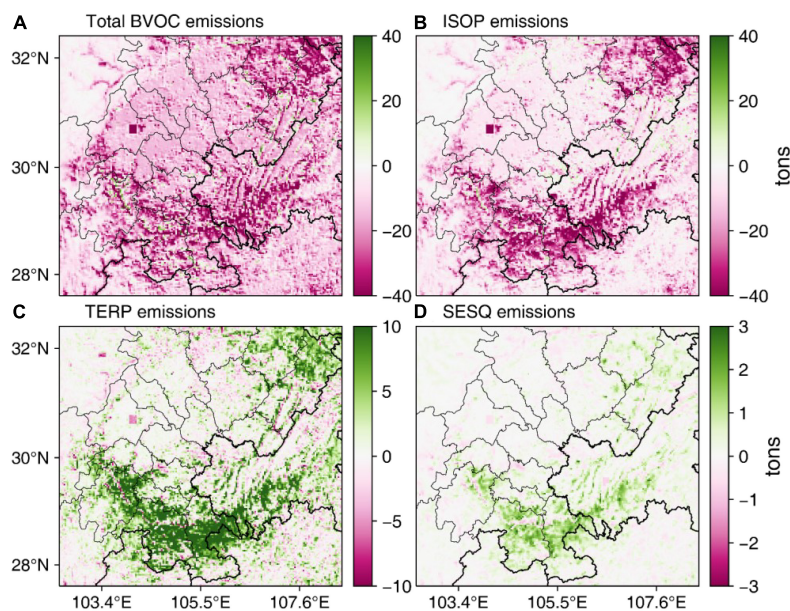 A Total BVOC emissions
B ISOP emissions
32°N
30°N
28°N
40
20
0
−20
−40
40
20
0
−20
−40
tons
C TERP emissions
D SESQ emissions
32°N
30°N
28°N
10
5
0
−5
−10
3
2
1
0
−1
−2
−3
tons
103.4°E 105.5°E 107.6°E
103.4°E 105.5°E 107.6°E